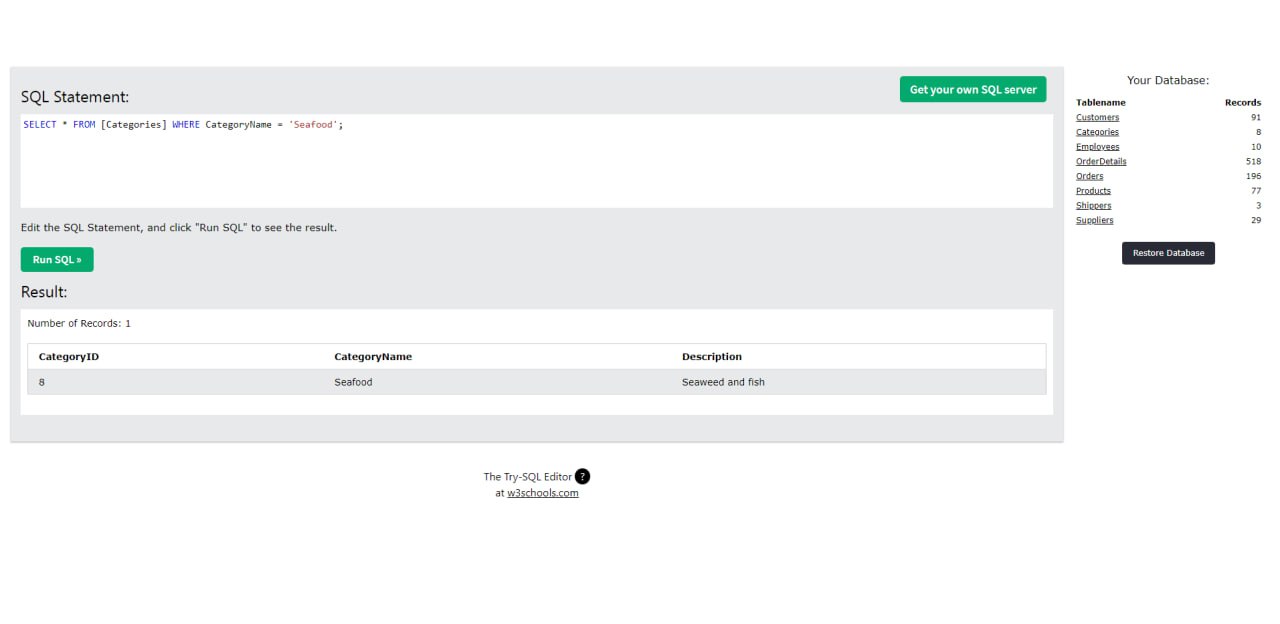 SQL Statement:
Get your own SQL server
SELECT * FROM [Categories] WHERE CategoryName = 'Seafood';
Edit the SQL Statement, and click "Run SQL" to see the result.
Run SQL »
Result:
Number of Records: 1
CategoryID CategoryName Description
8 Seafood Seaweed and fish
The Try-SQL Editor ?
at w3schools.com
Your Database:
Tablename Records
Customers 91
Categories 8
Employees 10
OrderDetails 518
Orders 196
Products 77
Shippers 3
Suppliers 29
Restore Database